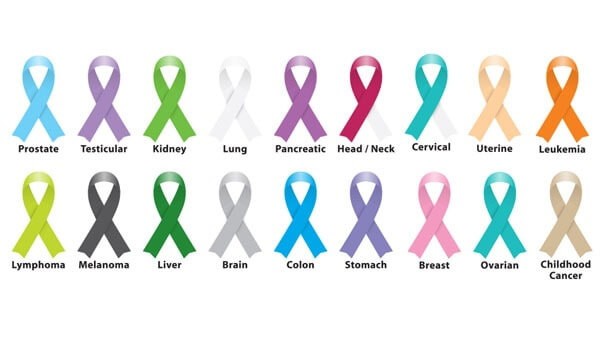 Prostate
Testicular
Kidney
Lung
Pancreatic
Head / Neck
Cervical
Uterine
Leukemia
Lymphoma
Melanoma
Liver
Brain
Colon
Stomach
Breast
Ovarian
Childhood
Cancer